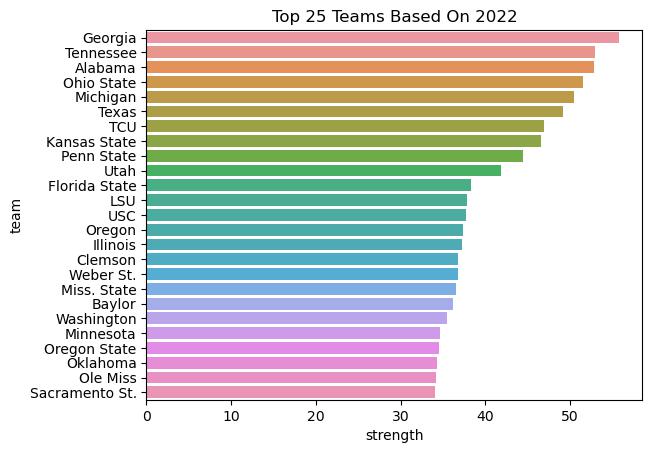 Top 25 Teams Based On 2022
team
Georgia
Tennessee
Alabama
Ohio State
Michigan
Texas
TCU
Kansas State
Penn State
Utah
Florida State
LSU
USC
Oregon
Illinois
Clemson
Weber St.
Miss. State
Baylor
Washington
Minnesota
Oregon State
Oklahoma
Ole Miss
Sacramento St.
0 10 20 30 40 50
strength